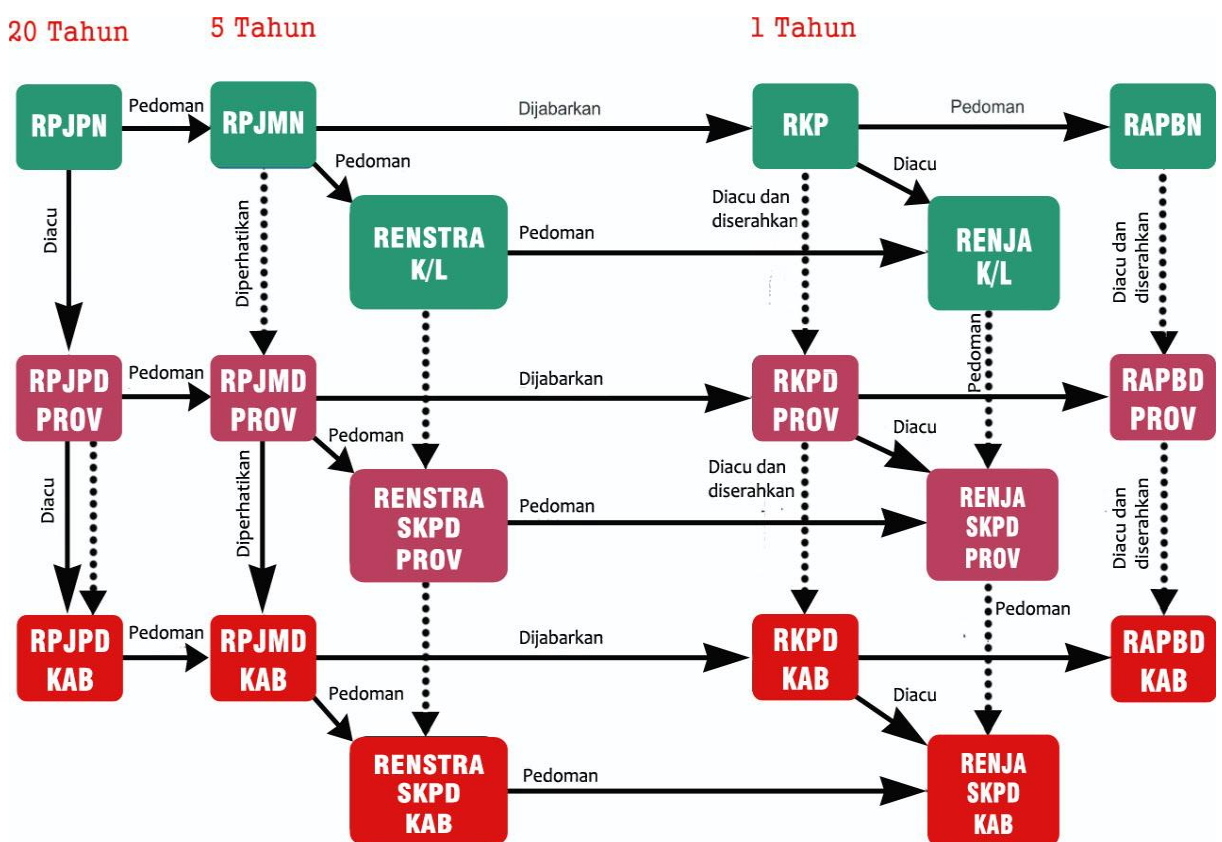 20 Tahun
5 Tahun
1 Tahun
RPJPN
Pedoman
RPJMN
Dijabarkan
RKP
Pedoman
RAPBN
Pedoman
Diacu
Diacu
Diperhatikan
RENSTRA
K/L
Pedoman
Diacu dan
diserahkan
RENJA
K/L
Diacu dan
diserahkan
Pedoman
RPJPD
PROV
Pedoman
RPJMD
PROV
Dijabarkan
RKPD
PROV
RAPBD
PROV
Pedoman
Diacu
Diacu
Diperhatikan
RENSTRA
SKPD
PROV
Pedoman
Diacu dan
diserahkan
RENJA
SKPD
PROV
Diacu dan
diserahkan
Pedoman
RPJPD
KAB
Pedoman
RPJMD
KAB
Dijabarkan
RKPD
KAB
RAPBD
KAB
Pedoman
Diacu
RENSTRA
SKPD
KAB
Pedoman
RENJA
SKPD
KAB